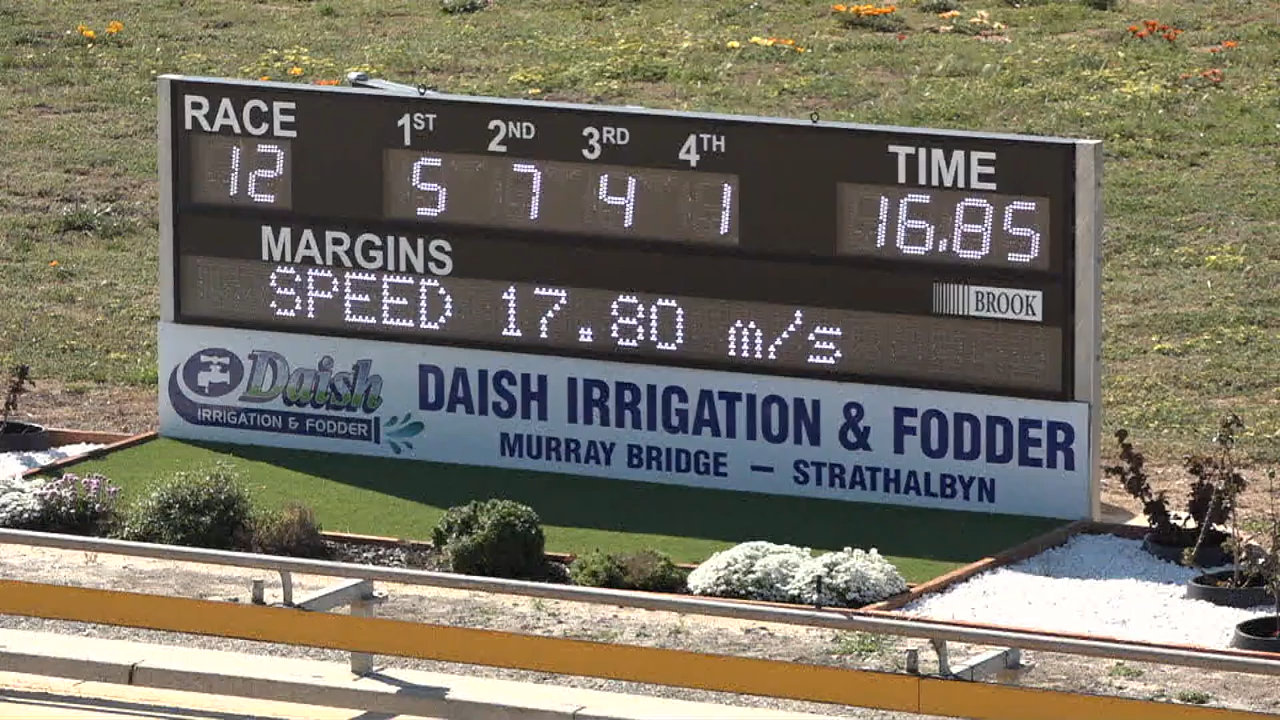 RACE 1ST 2ND 3RD 4TH TIME
12 5 7 4 1 16.85
MARGINS
SPEED 17.80 m/s
BROOK
Daish
IRRIGATION & FODDER
DAISH IRRIGATION & FODDER
MURRAY BRIDGE — STRATHALBYN